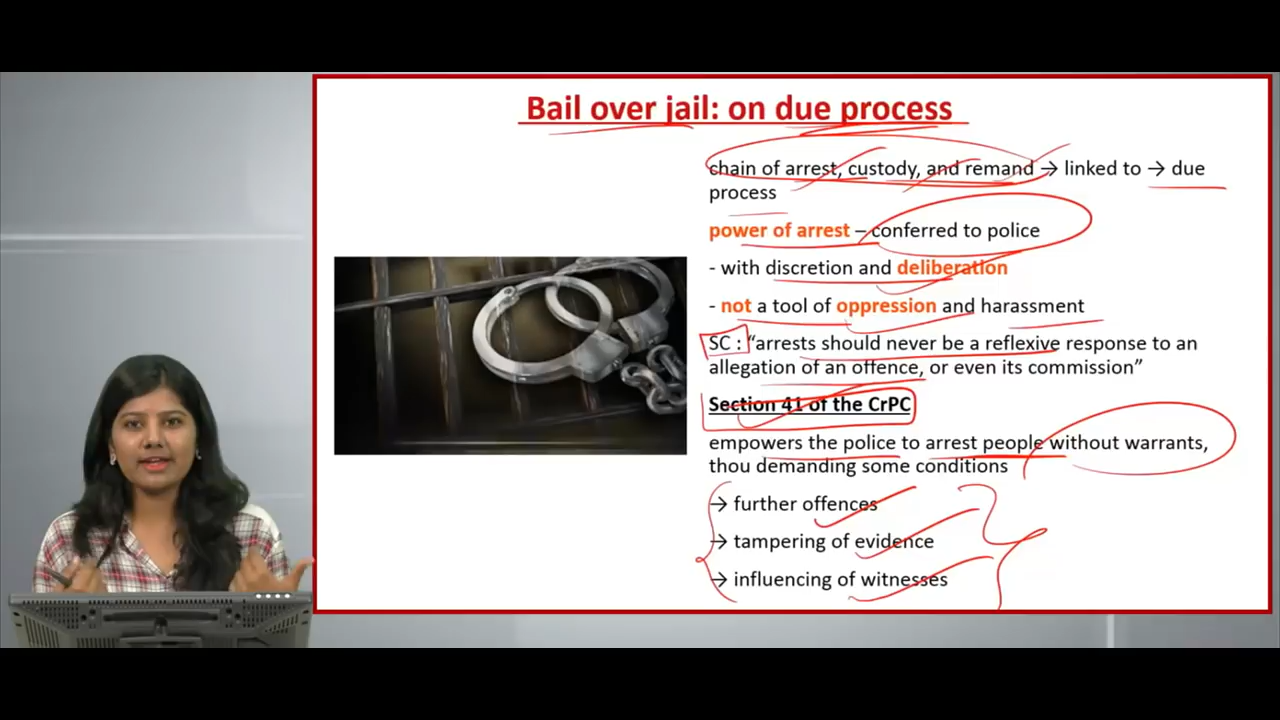 Bail over jail: on due process
chain of arrest, custody, and remand → linked to → due
process
power of arrest – conferred to police
- with discretion and deliberation
- not a tool of oppression and harassment
SC : “arrests should never be a reflexive response to an
allegation of an offence, or even its commission”
Section 41 of the CrPC
empowers the police to arrest people without warrants,
thou demanding some conditions
→ further offences
→ tampering of evidence
→ influencing of witnesses